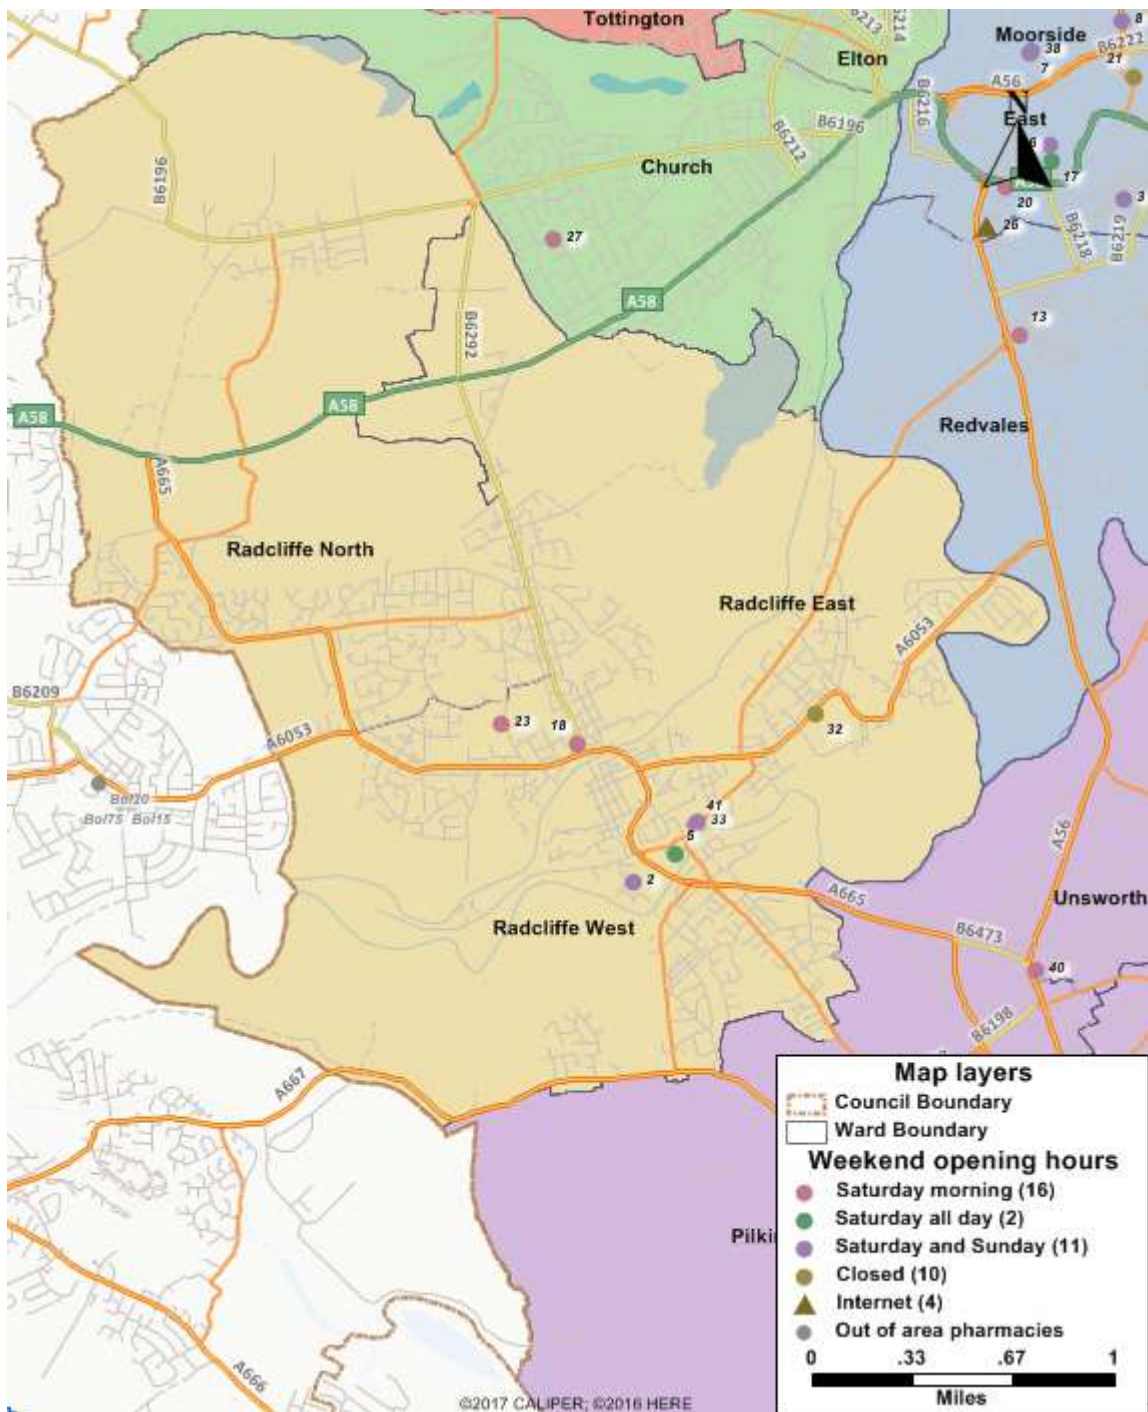 Tottington
Moorside
38
8
B6222
B6213
B6214
Elton
21
7
A56
B6216
East
B6196
B6212
Church
B6196
17
20
3
27
26
B6218
B6219
A58
13
B6292
A58
A58
Redvales
A665
Radcliffe North
Radcliffe East
A6053
B6209
23
18
32
A6053
Bol20
Bol75 Bol15
41
33
A56
2
A665
Unsworth
Radcliffe West
B6473
40
B6198
A667
Map layers
Council Boundary
Ward Boundary
Weekend opening hours
Saturday morning (16)
Saturday all day (2)
Pilki
Saturday and Sunday (11)
Closed (10)
Internet (4)
Out of area pharmacies
0 .33 .67 1
Miles
A666
©2017 CALIPER; ©2016 HERE